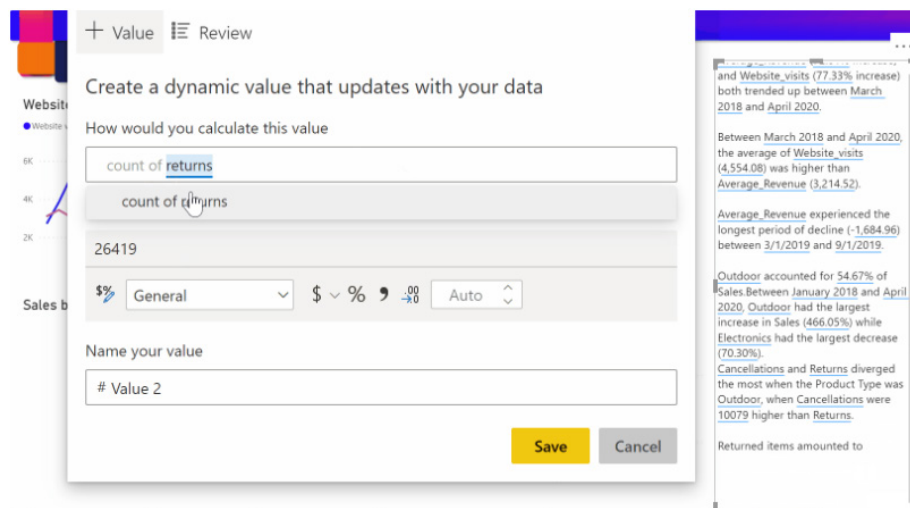 Value
Review
Create a dynamic value that updates with your data
How would you calculate this value
count of returns
count of returns
26419
General
$
%
Auto
Name your value
# Value 2
Save
Cancel
Website
Website v
6K
4K
2K
Sales b
and Website_visits (77.33% increase)
both trended up between March
2018 and April 2020.
Between March 2018 and April 2020,
the average of Website_visits
(4,554.08) was higher than
Average_Revenue (3,214.52).
Average_Revenue experienced the
longest period of decline (-1,684.96)
between 3/1/2019 and 9/1/2019.
Outdoor accounted for 54.67% of
Sales.Between January 2018 and April
2020, Outdoor had the largest
increase in Sales (466.05%) while
Electronics had the largest decrease
(70.30%).
Cancellations and Returns diverged
the most when the Product Type was
Outdoor, when Cancellations were
10079 higher than Returns.
Returned items amounted to